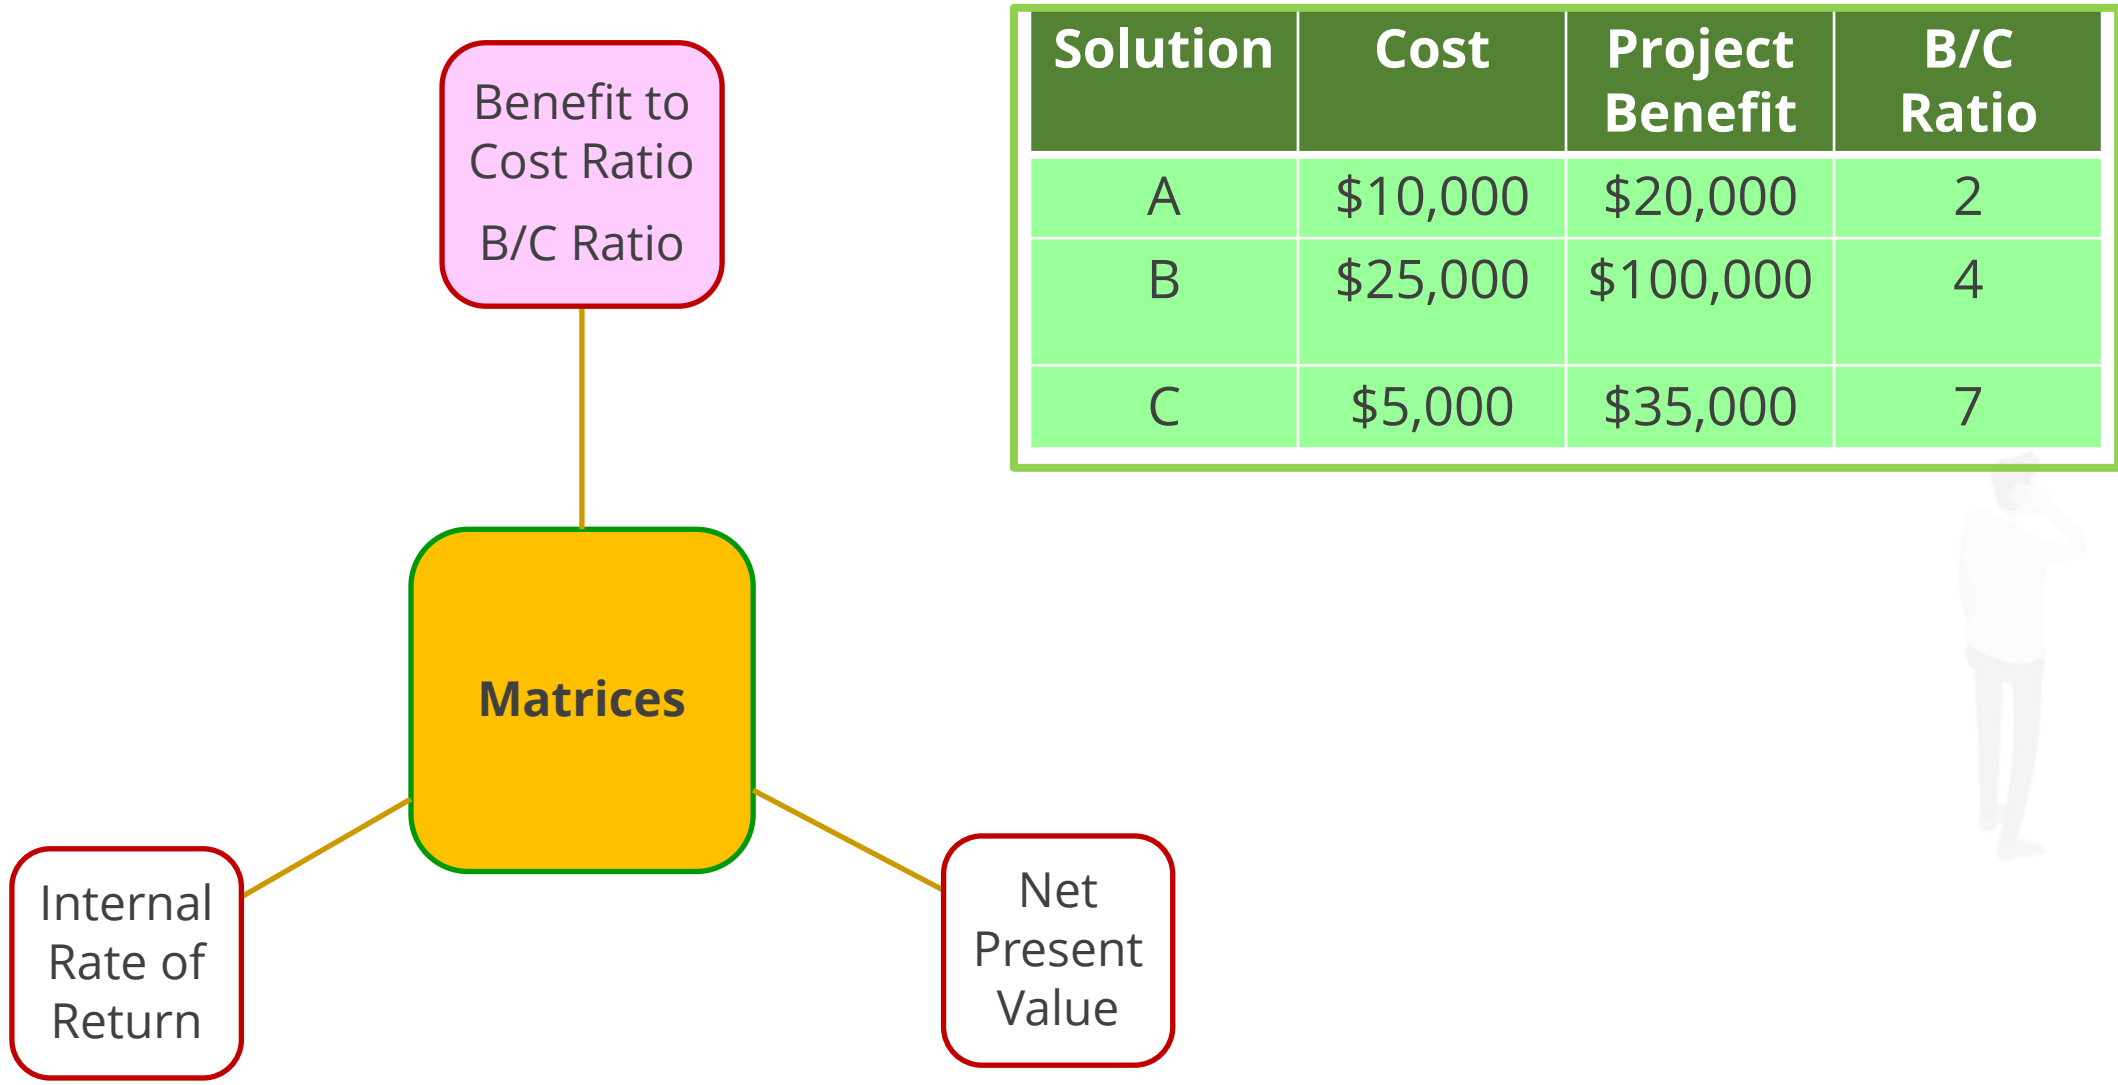 Benefit to
Cost Ratio
B/C Ratio
Matrices
Internal
Rate of
Return
Net
Present
Value
Solution Cost Project Benefit B/C Ratio
A $10,000 $20,000 2
B $25,000 $100,000 4
C $5,000 $35,000 7